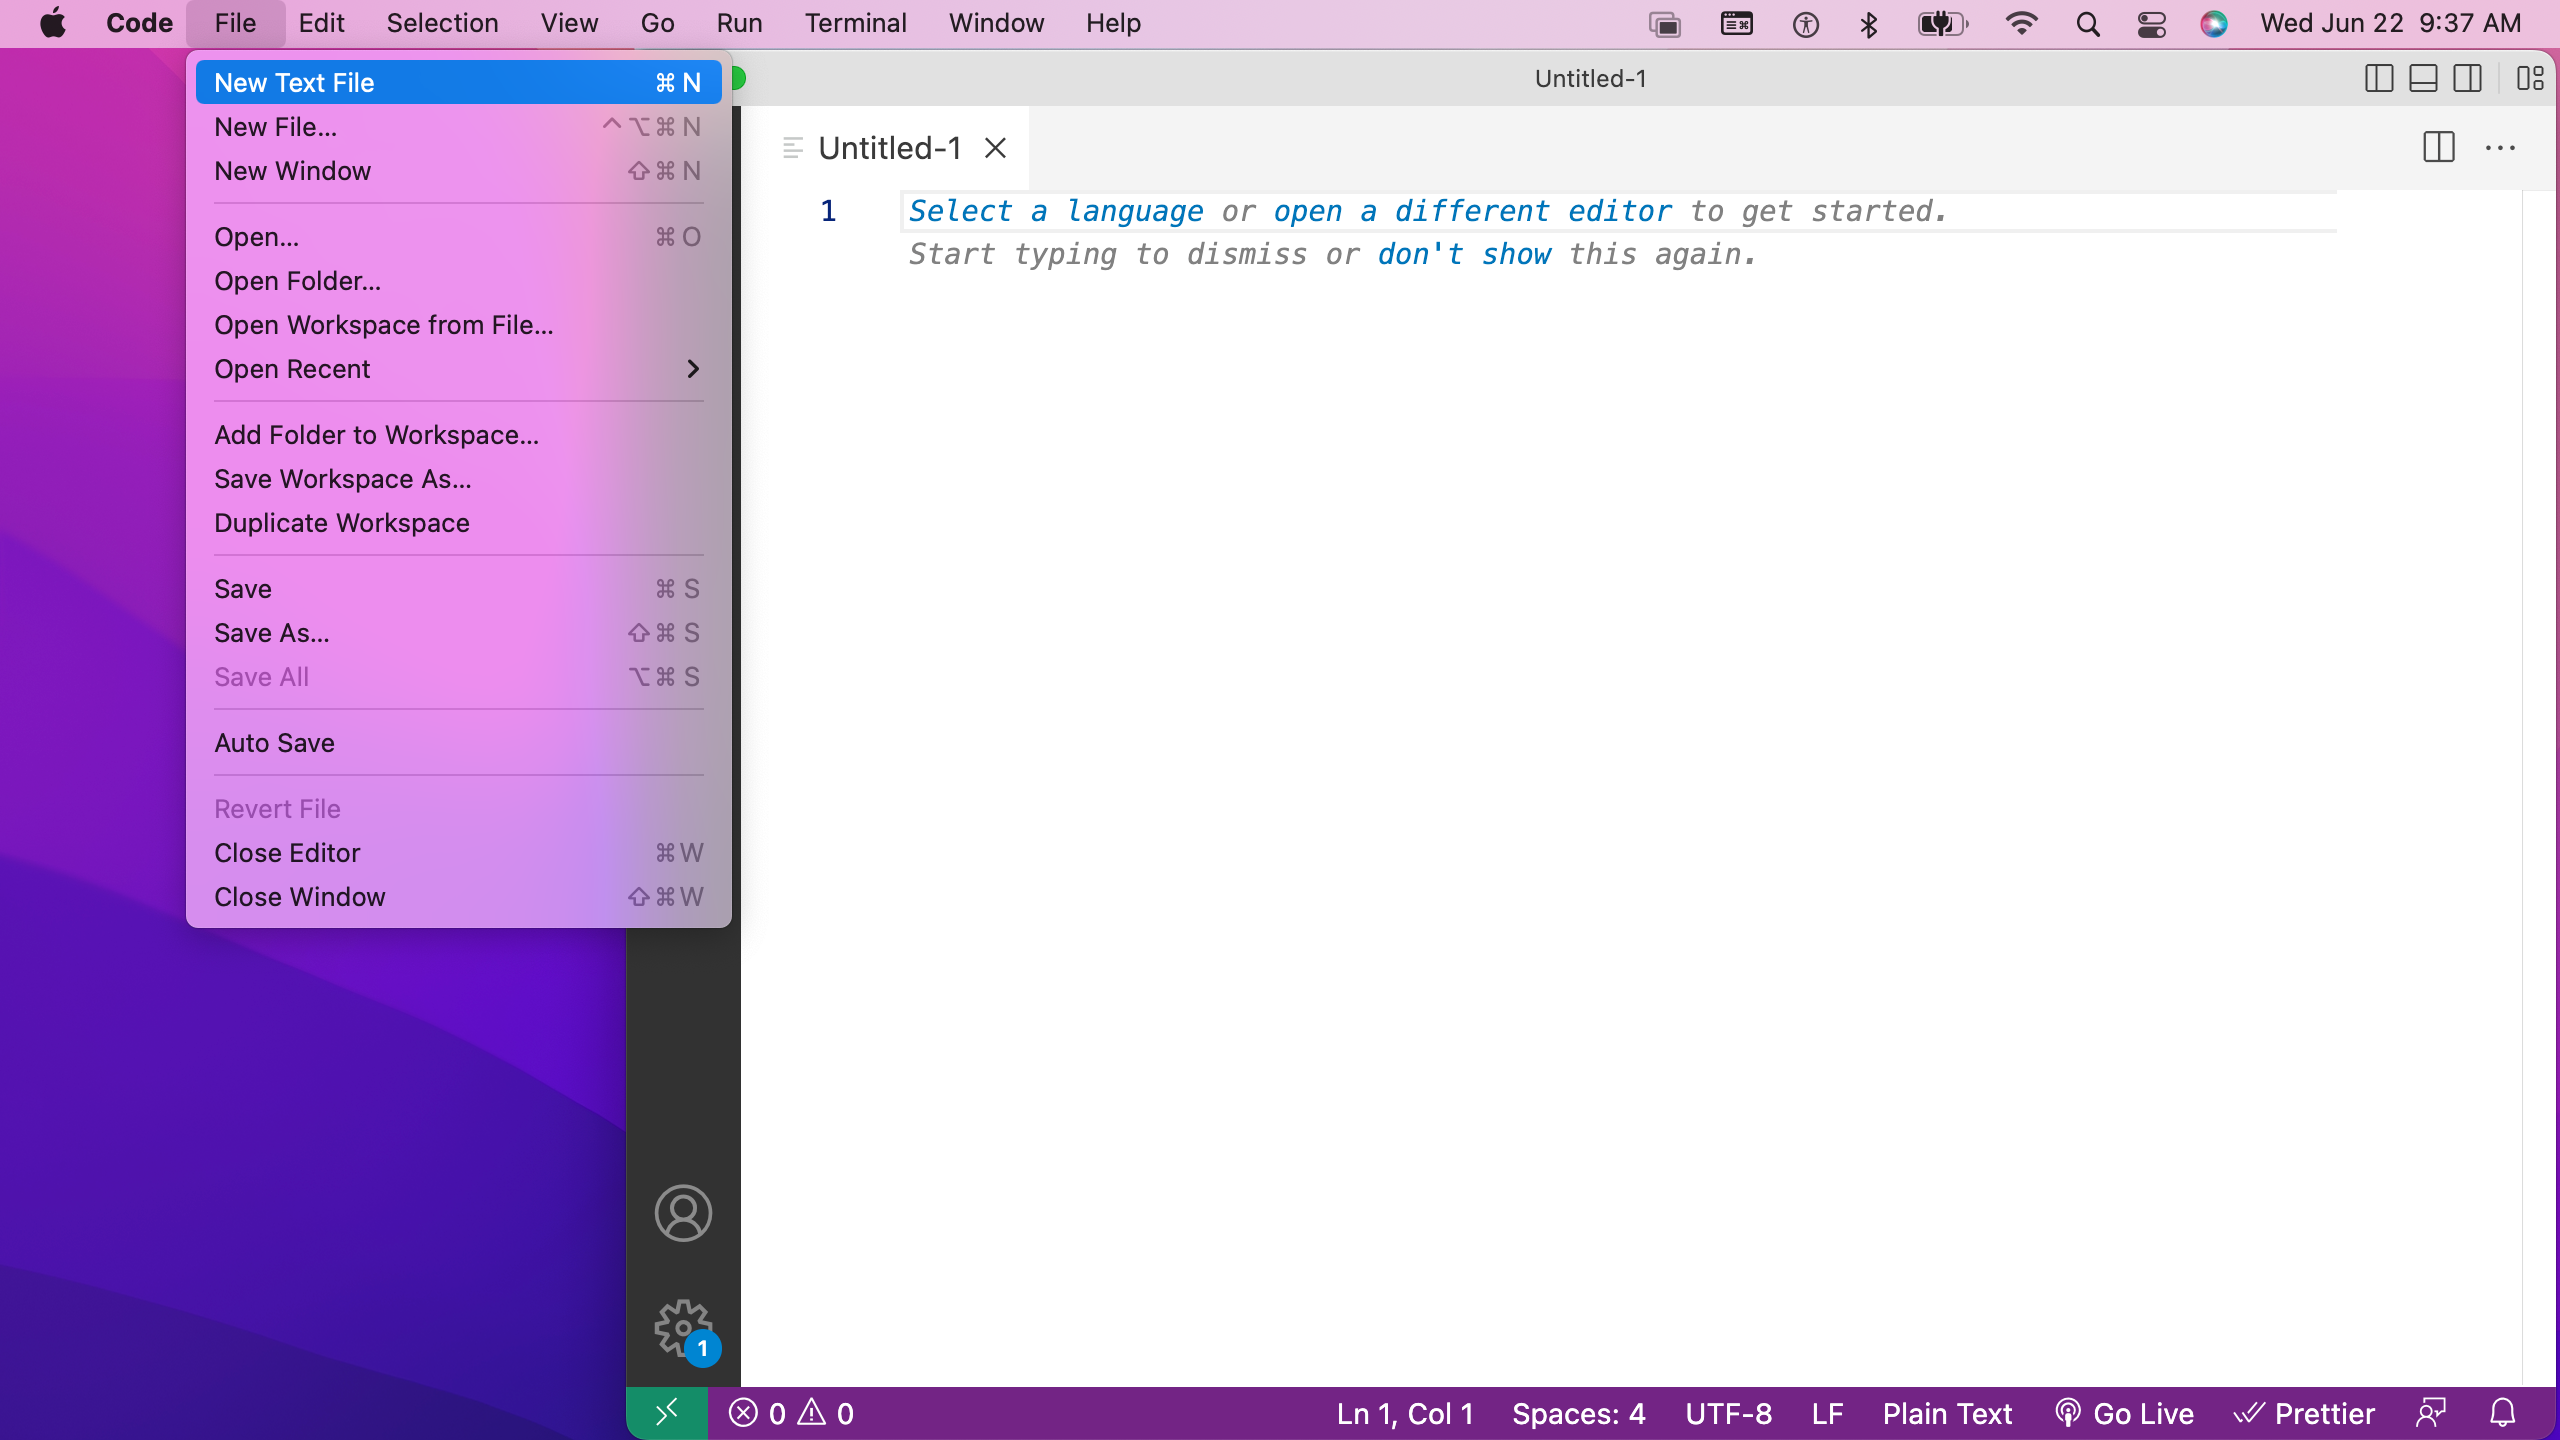 Code File Edit Selection View Go Run Terminal Window Help Wed Jun 22 9:37 AM
New Text File ⌘ N
New File... ^⌥⌘ N
New Window ⇧⌘ N
Open... ⌘ O
Open Folder...
Open Workspace from File...
Open Recent
Add Folder to Workspace...
Save Workspace As...
Duplicate Workspace
Save ⌘ S
Save As... ⇧⌘ S
Save All ⌥⌘ S
Auto Save
Revert File
Close Editor ⌘W
Close Window ⇧⌘W
Untitled-1
Untitled-1
1 Select a language or open a different editor to get started.
Start typing to dismiss or don't show this again.
1
0 0 Ln 1, Col 1 Spaces: 4 UTF-8 LF Plain Text Go Live Prettier